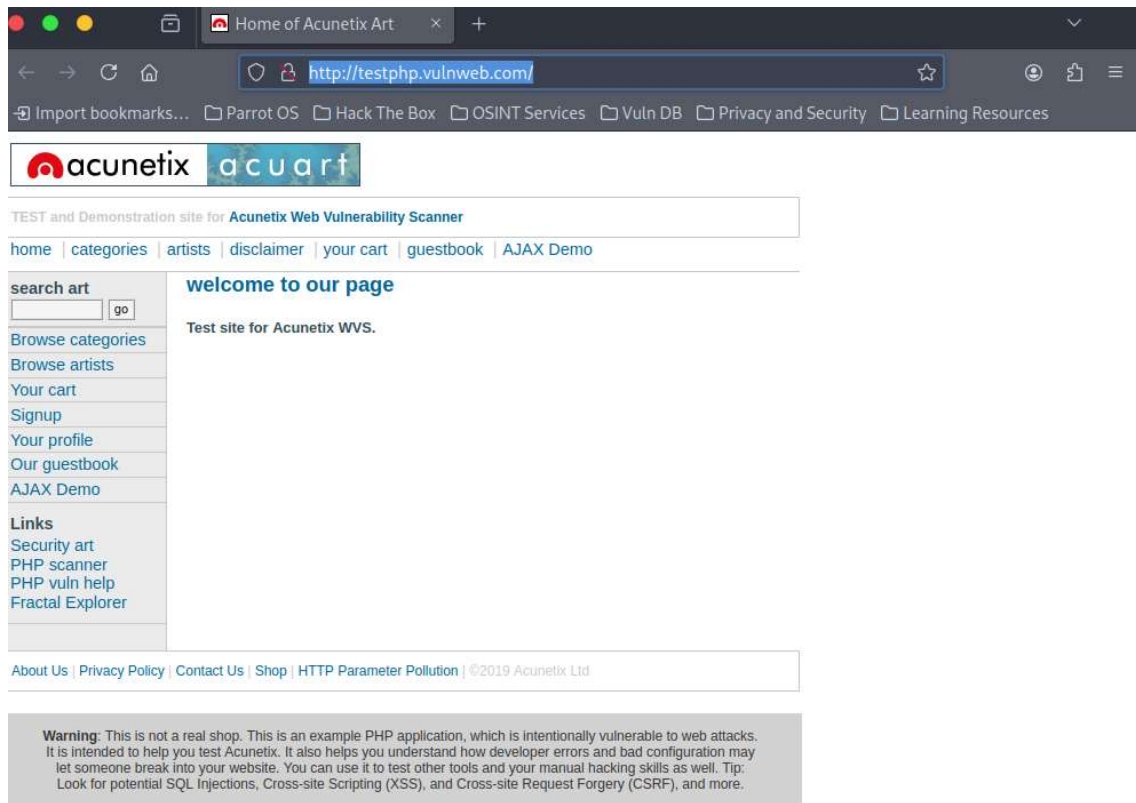 Home of Acunetix Art
http://testphp.vulnweb.com/
Import bookmarks... Parrot OS Hack The Box OSINT Services Vuln DB Privacy and Security Learning Resources
acunetix acuart
TEST and Demonstration site for Acunetix Web Vulnerability Scanner
home | categories | artists | disclaimer | your cart | guestbook | AJAX Demo
search art
go
Browse categories
Browse artists
Your cart
Signup
Your profile
Our guestbook
AJAX Demo
Links
Security art
PHP scanner
PHP vuln help
Fractal Explorer
welcome to our page
Test site for Acunetix WVS.
About Us | Privacy Policy | Contact Us | Shop | HTTP Parameter Pollution | ©2019 Acunetix Ltd
Warning: This is not a real shop. This is an example PHP application, which is intentionally vulnerable to web attacks.
It is intended to help you test Acunetix. It also helps you understand how developer errors and bad configuration may
let someone break into your website. You can use it to test other tools and your manual hacking skills as well. Tip:
Look for potential SQL Injections, Cross-site Scripting (XSS), and Cross-site Request Forgery (CSRF), and more.